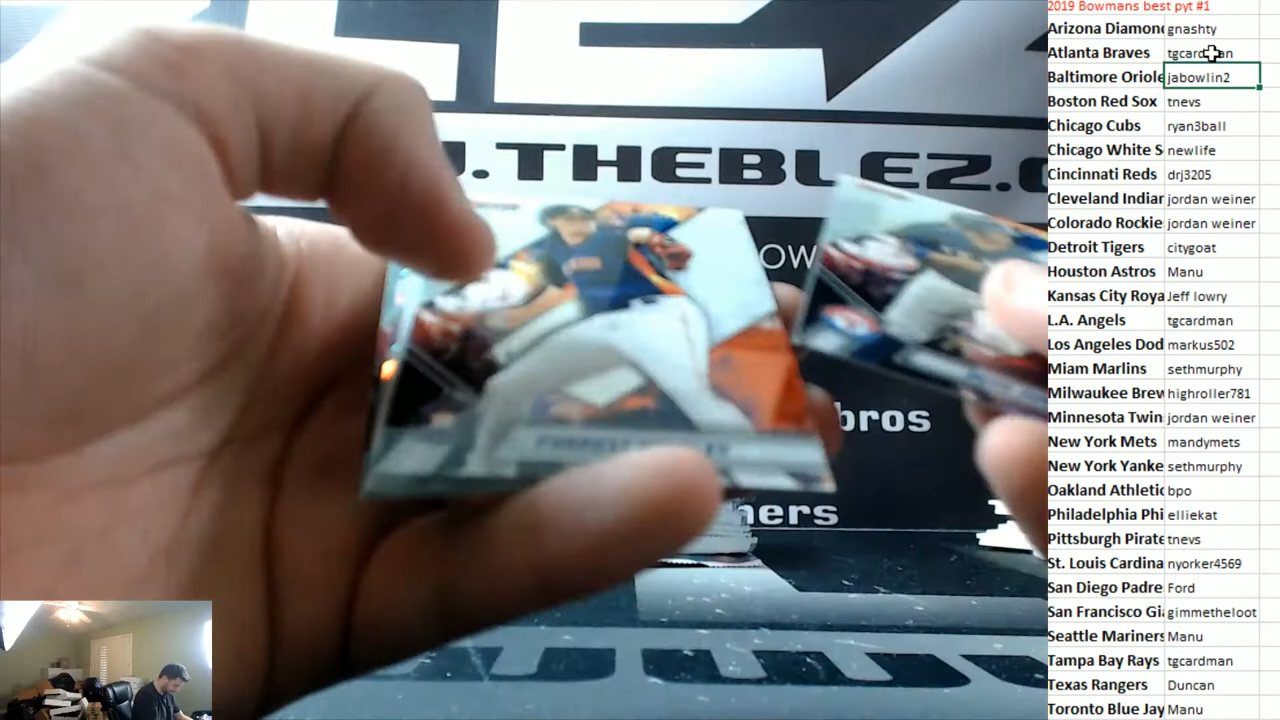 2019 Bowmans best pyt #1
Arizona Diamon gnashty
Atlanta Braves tgcardman
Baltimore Oriole jabowlin2
Boston Red Sox tnevs
Chicago Cubs ryan3ball
Chicago White S newlife
Cincinnati Reds drj3205
Cleveland Indian jordan weiner
Colorado Rockie jordan weiner
Detroit Tigers citygoat
Houston Astros Manu
Kansas City Roya Jeff lowry
L.A. Angels tgcardman
Los Angeles Dod markus502
Miam Marlins sethmurphy
Milwaukee Brew highroller781
Minnesota Twin jordan weiner
New York Mets mandymets
New York Yanke sethmurphy
Oakland Athletic bpo
Philadelphia Phi elliekat
Pittsburgh Pirate tnevs
St. Louis Cardina nyorker4569
San Diego Padre Ford
San Francisco Gia gimmetheloot
Seattle Mariners Manu
Tampa Bay Rays tgcardman
Texas Rangers Duncan
Toronto Blue Jay Manu
.THEBLEZ.
OW
bros
ners